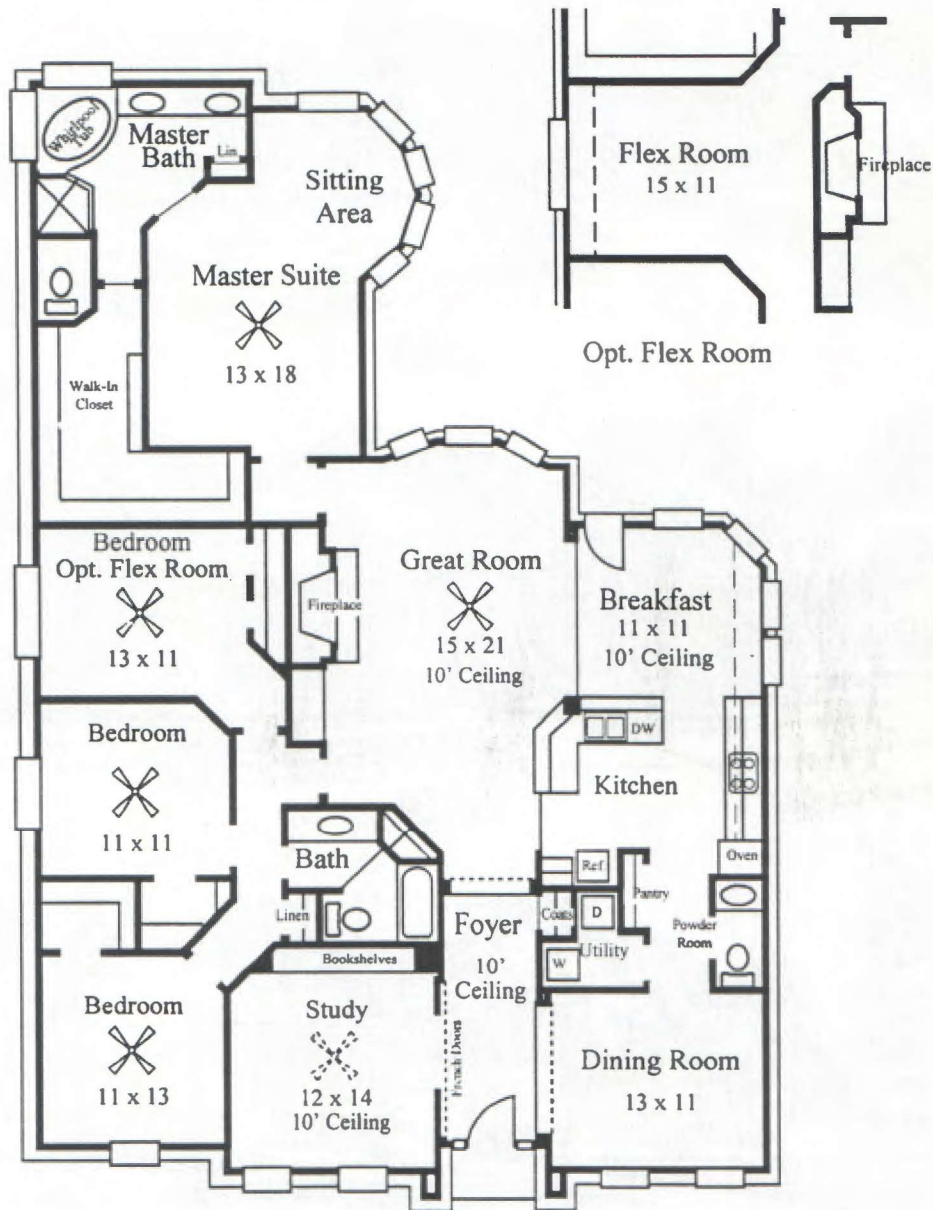 Whirlpool
Tub
Master
Bath
Lin
Sitting
Area
Master Suite
13 x 18
Walk-In
Closet
Flex Room
15 x 11
Fireplace
Opt. Flex Room
Bedroom
Opt. Flex Room
13 x 11
Fireplace
Great Room
15 x 21
10' Ceiling
Breakfast
11 x 11
10' Ceiling
Bedroom
11 x 11
DW
Kitchen
Oven
Ref
Pantry
Bath
Linen
Foyer
10'
Ceiling
Coats
D
W
Utility
Powder
Room
Bookshelves
Bedroom
11 x 13
Study
12 x 14
10' Ceiling
French Doors
Dining Room
13 x 11